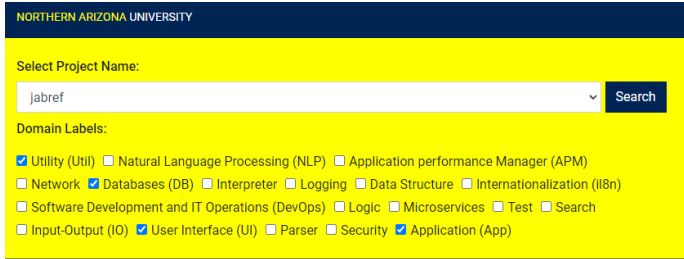 NORTHERN ARIZONA UNIVERSITY
Select Project Name:
jabref Search
Domain Labels:
Utility (Util) Natural Language Processing (NLP) Application performance Manager (APM)
Network Databases (DB) Interpreter Logging Data Structure Internationalization (il8n)
Software Development and IT Operations (DevOps) Logic Microservices Test Search
Input-Output (IO) User Interface (UI) Parser Security Application (App)